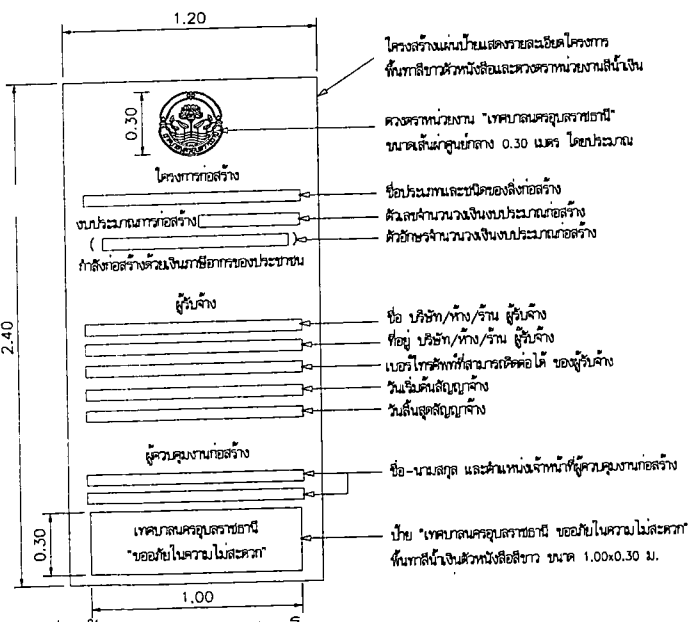 1.20
โครงสร้างแผ่นป้ายแสดงรายละเอียดโครงการ
พื้นทาสีขาวตัวหนังสือและดวงตราหน่วยงานสีน้ำเงิน
0.30
ดวงตราหน่วยงาน "เทศบาลนครอุบลราชธานี"
ขนาดเส้นผ่าศูนย์กลาง 0.30 เมตร โดยประมาณ
โครงการก่อสร้าง
ชื่อประเภทและชนิดของสิ่งก่อสร้าง
งบประมาณการก่อสร้าง
ตัวเลขจำนวนวงเงินงบประมาณก่อสร้าง
( )
ตัวอักษรจำนวนวงเงินงบประมาณก่อสร้าง
กำลังก่อสร้างด้วยเงินภาษีอากรของประชาชน
2.40
ผู้รับจ้าง
ชื่อ บริษัท/ห้าง/ร้าน ผู้รับจ้าง
ที่อยู่ บริษัท/ห้าง/ร้าน ผู้รับจ้าง
เบอร์โทรศัพท์ที่สามารถติดต่อได้ ของผู้รับจ้าง
วันเริ่มต้นสัญญาจ้าง
วันสิ้นสุดสัญญาจ้าง
ผู้ควบคุมงานก่อสร้าง
ชื่อ-นามสกุล และตำแหน่งเจ้าหน้าที่ผู้ควบคุมงานก่อสร้าง
0.30
เทศบาลนครอุบลราชธานี
"ขออภัยในความไม่สะดวก"
ป้าย "เทศบาลนครอุบลราชธานี ขออภัยในความไม่สะดวก"
พื้นทาสีน้ำเงินตัวหนังสือสีขาว ขนาด 1.00x0.30 ม.
1.00